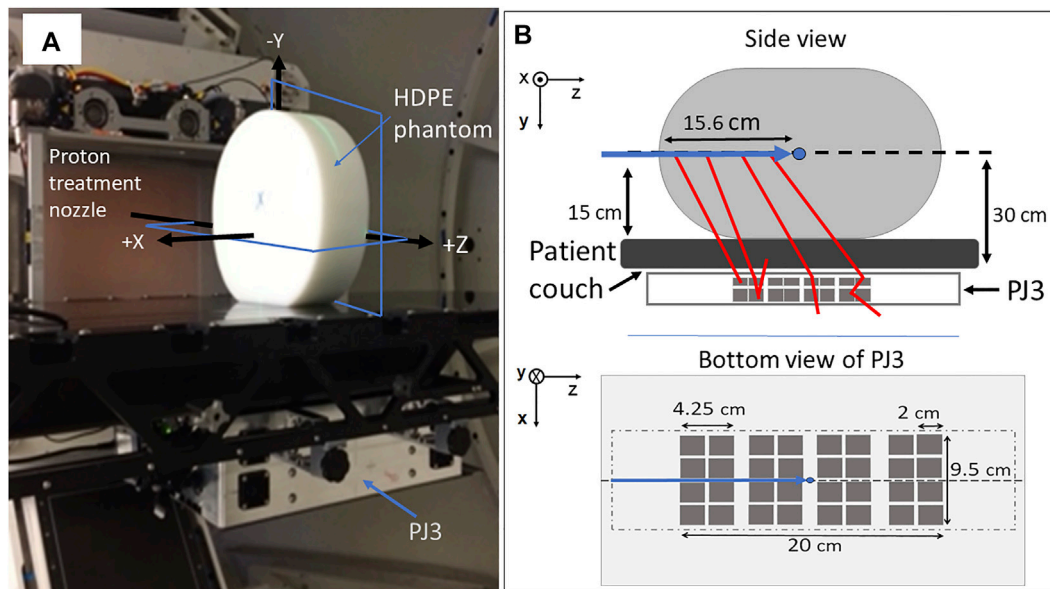 A
-Y
HDPE
phantom
Proton
treatment
nozzle
+X
+Z
PJ3
B
Side view
x
z
y
15.6 cm
15 cm
30 cm
Patient
couch
PJ3
Bottom view of PJ3
y
z
x
4.25 cm
2 cm
9.5 cm
20 cm